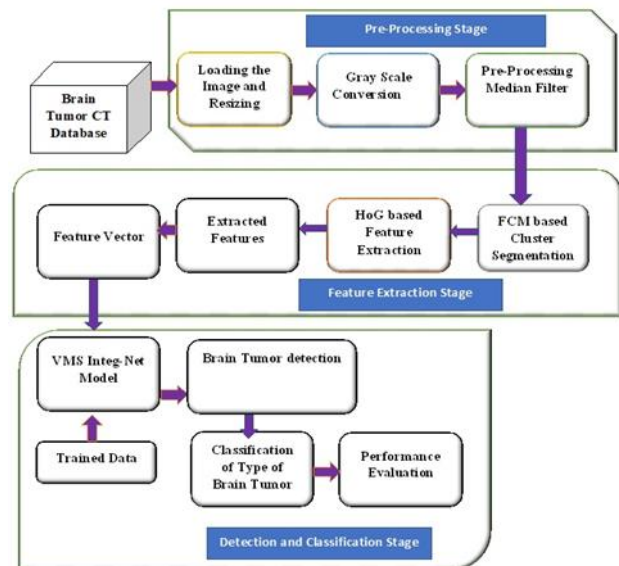 Pre-Processing Stage
Brain
Tumor CT
Database
Loading the
Image and
Resizing
Gray Scale
Conversion
Pre-Processing
Median Filter
FCM based
Cluster
Segmentation
HoG based
Feature
Extraction
Extracted
Features
Feature Vector
Feature Extraction Stage
VMS Integ-Net
Model
Trained Data
Brain Tumor detection
Classification
of Type of
Brain Tumor
Performance
Evaluation
Detection and Classification Stage